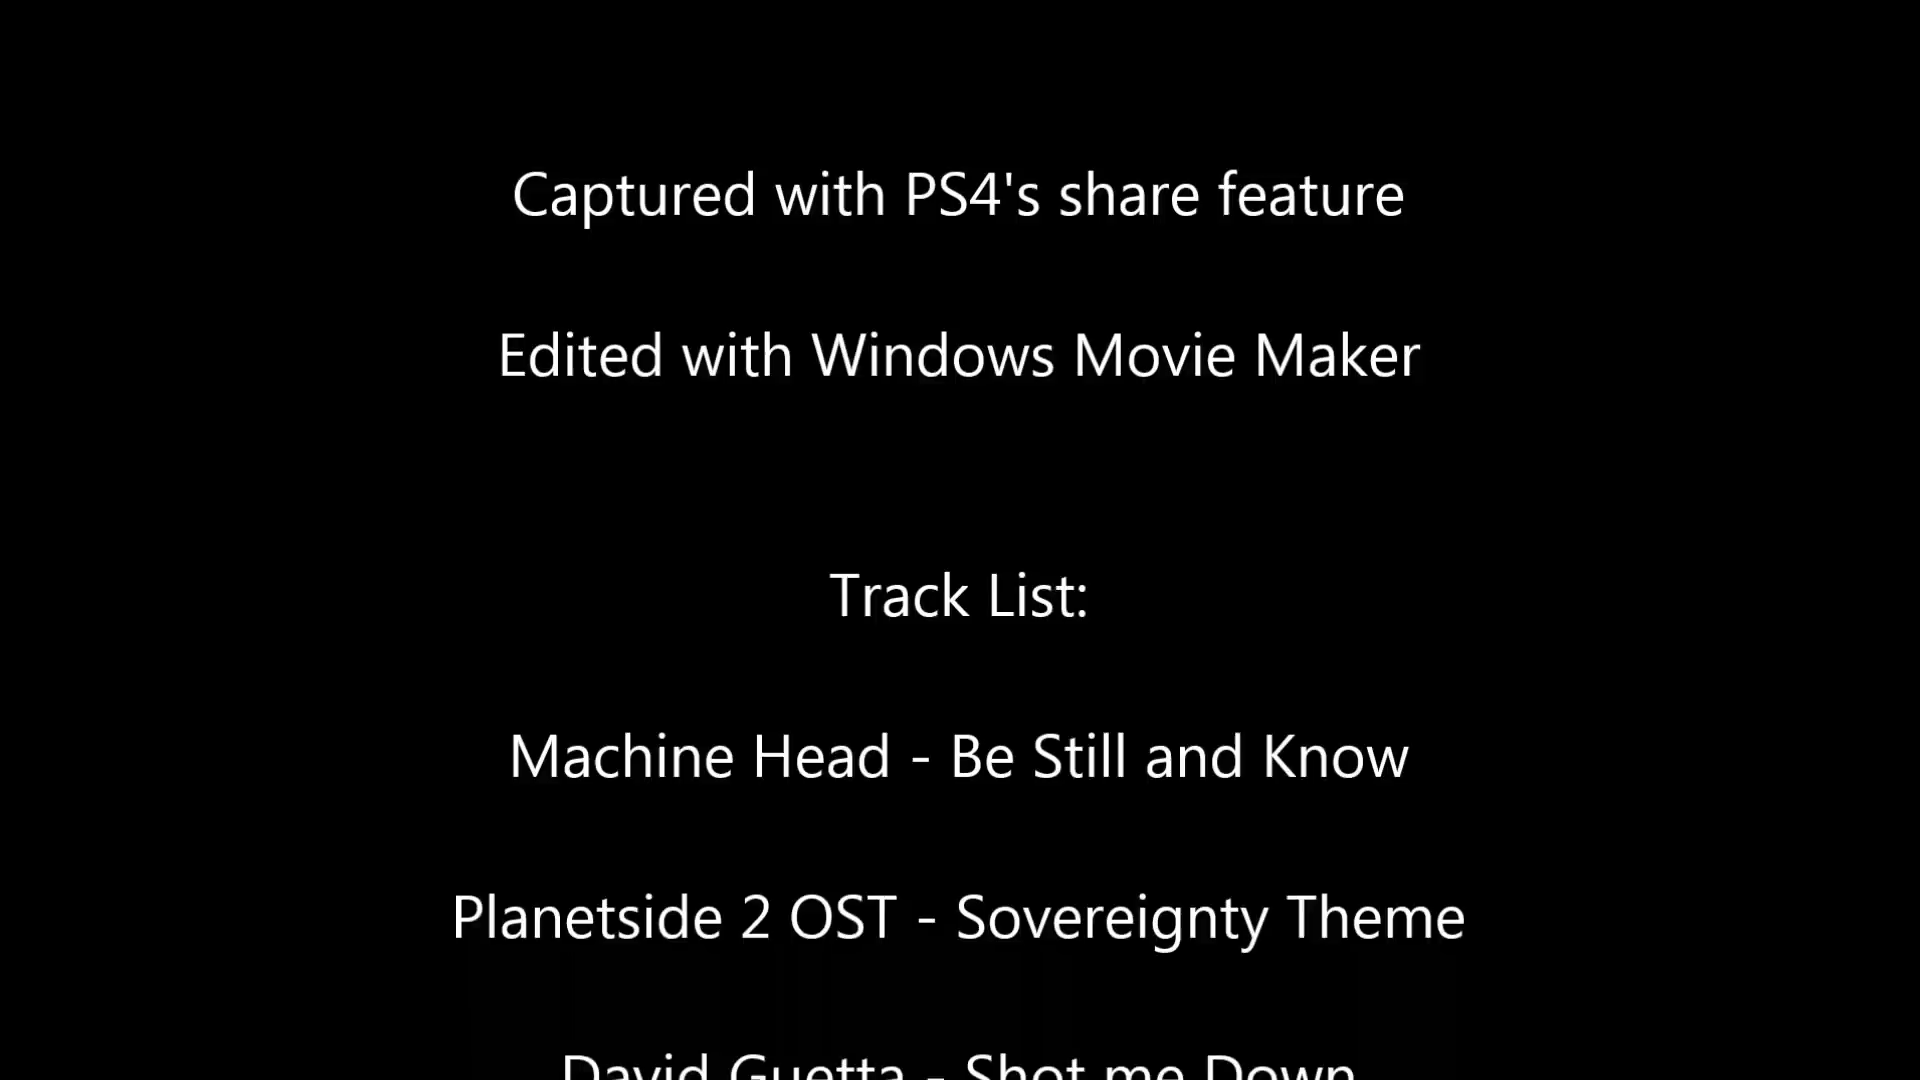 Captured with PS4's share feature
Edited with Windows Movie Maker
Track List:
Machine Head - Be Still and Know
Planetside 2 OST - Sovereignty Theme
David Guetta - Shot me Down